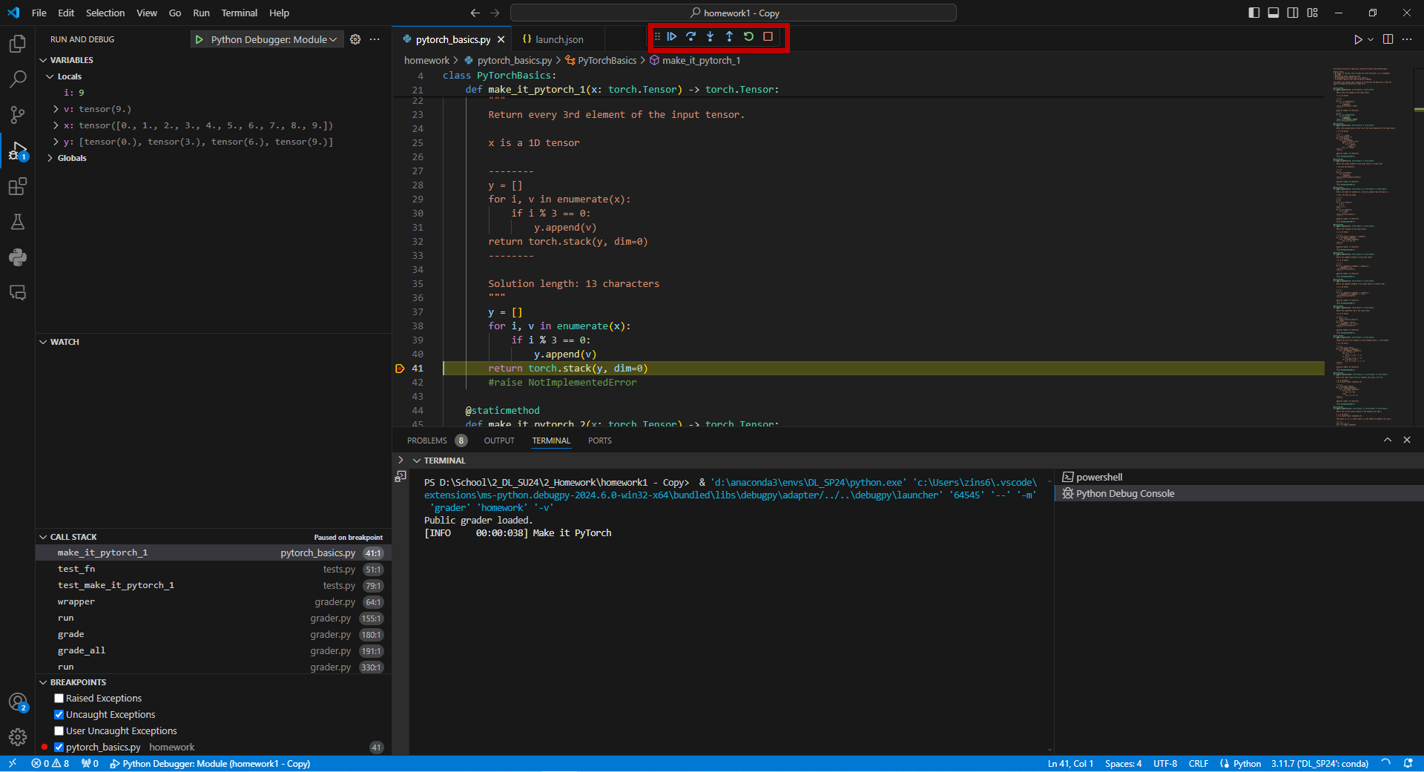 File Edit Selection View Go Run Terminal Help
homework1 - Copy
RUN AND DEBUG
Python Debugger: Module
VARIABLES
Locals
i: 9
v: tensor(9.)
x: tensor([0., 1., 2., 3., 4., 5., 6., 7., 8., 9.])
y: [tensor(0.), tensor(3.), tensor(6.), tensor(9.)]
Globals
WATCH
CALL STACK Paused on breakpoint
make_it_pytorch_1 pytorch_basics.py 41:1
test_fn tests.py 51:1
test_make_it_pytorch_1 tests.py 79:1
wrapper grader.py 64:1
run grader.py 155:1
grade grader.py 180:1
grade_all grader.py 191:1
run grader.py 330:1
BREAKPOINTS
Raised Exceptions
Uncaught Exceptions
User Uncaught Exceptions
pytorch_basics.py homework 41
1
2
pytorch_basics.py
launch.json
homework > pytorch_basics.py > PyTorchBasics > make_it_pytorch_1
4 class PyTorchBasics:
21 def make_it_pytorch_1(x: torch.Tensor) -> torch.Tensor:
22 """
23 Return every 3rd element of the input tensor.
24
25 x is a 1D tensor
26
27 --------
28 y = []
29 for i, v in enumerate(x):
30 if i % 3 == 0:
31 y.append(v)
32 return torch.stack(y, dim=0)
33 --------
34
35 Solution length: 13 characters
36 """
37 y = []
38 for i, v in enumerate(x):
39 if i % 3 == 0:
40 y.append(v)
41 return torch.stack(y, dim=0)
42 #raise NotImplementedError
43
44 @staticmethod
45 def make_it_pytorch_2(x: torch.Tensor) -> torch.Tensor:
PROBLEMS 8 OUTPUT TERMINAL PORTS
TERMINAL
PS D:\School\2_DL_SU24\2_Homework\homework1 - Copy> & 'd:\anaconda3\envs\DL_SP24\python.exe' 'c:\Users\zins6\.vscode\
extensions\ms-python.debugpy-2024.6.0-win32-x64\bundled\libs\debugpy\adapter/../..\debugpy\launcher' '64545' '--' '-m'
'grader' 'homework' '-v'
Public grader loaded.
[INFO 00:00:038] Make it PyTorch
powershell
Python Debug Console
0 8 0 Python Debugger: Module (homework1 - Copy) Ln 41, Col 1 Spaces: 4 UTF-8 CRLF Python 3.11.7 ('DL_SP24': conda)